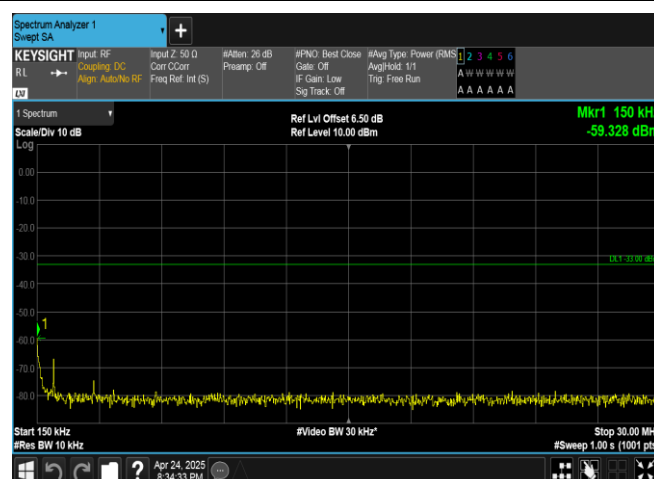 Spectrum Analyzer 1
Swept SA
+
KEYSIGHT Input: RF Input Z: 50 Ω #Atten: 26 dB #PNO: Best Close #Avg Type: Power (RMS 1 2 3 4 5 6
R L Coupling: DC Corr CCorr Preamp: Off Gate: Off Avg|Hold: 1/1 A W W W W W
Align: Auto/No RF Freq Ref: Int (S) IF Gain: Low Trig: Free Run
LXI Sig Track: Off A A A A A A
1 Spectrum Ref Lvl Offset 6.50 dB Mkr1 150 kH
Scale/Div 10 dB Ref Level 10.00 dBm -59.328 dBm
Log
0.00
-10.0
-20.0
-30.0 DL1 -33.00 dB
-40.0
-50.0
1
-60.0
-70.0
-80.0
Start 150 kHz #Video BW 30 kHz* Stop 30.00 MH
#Res BW 10 kHz #Sweep 1.00 s (1001 pts
? Apr 24, 2025
8:34:33 PM